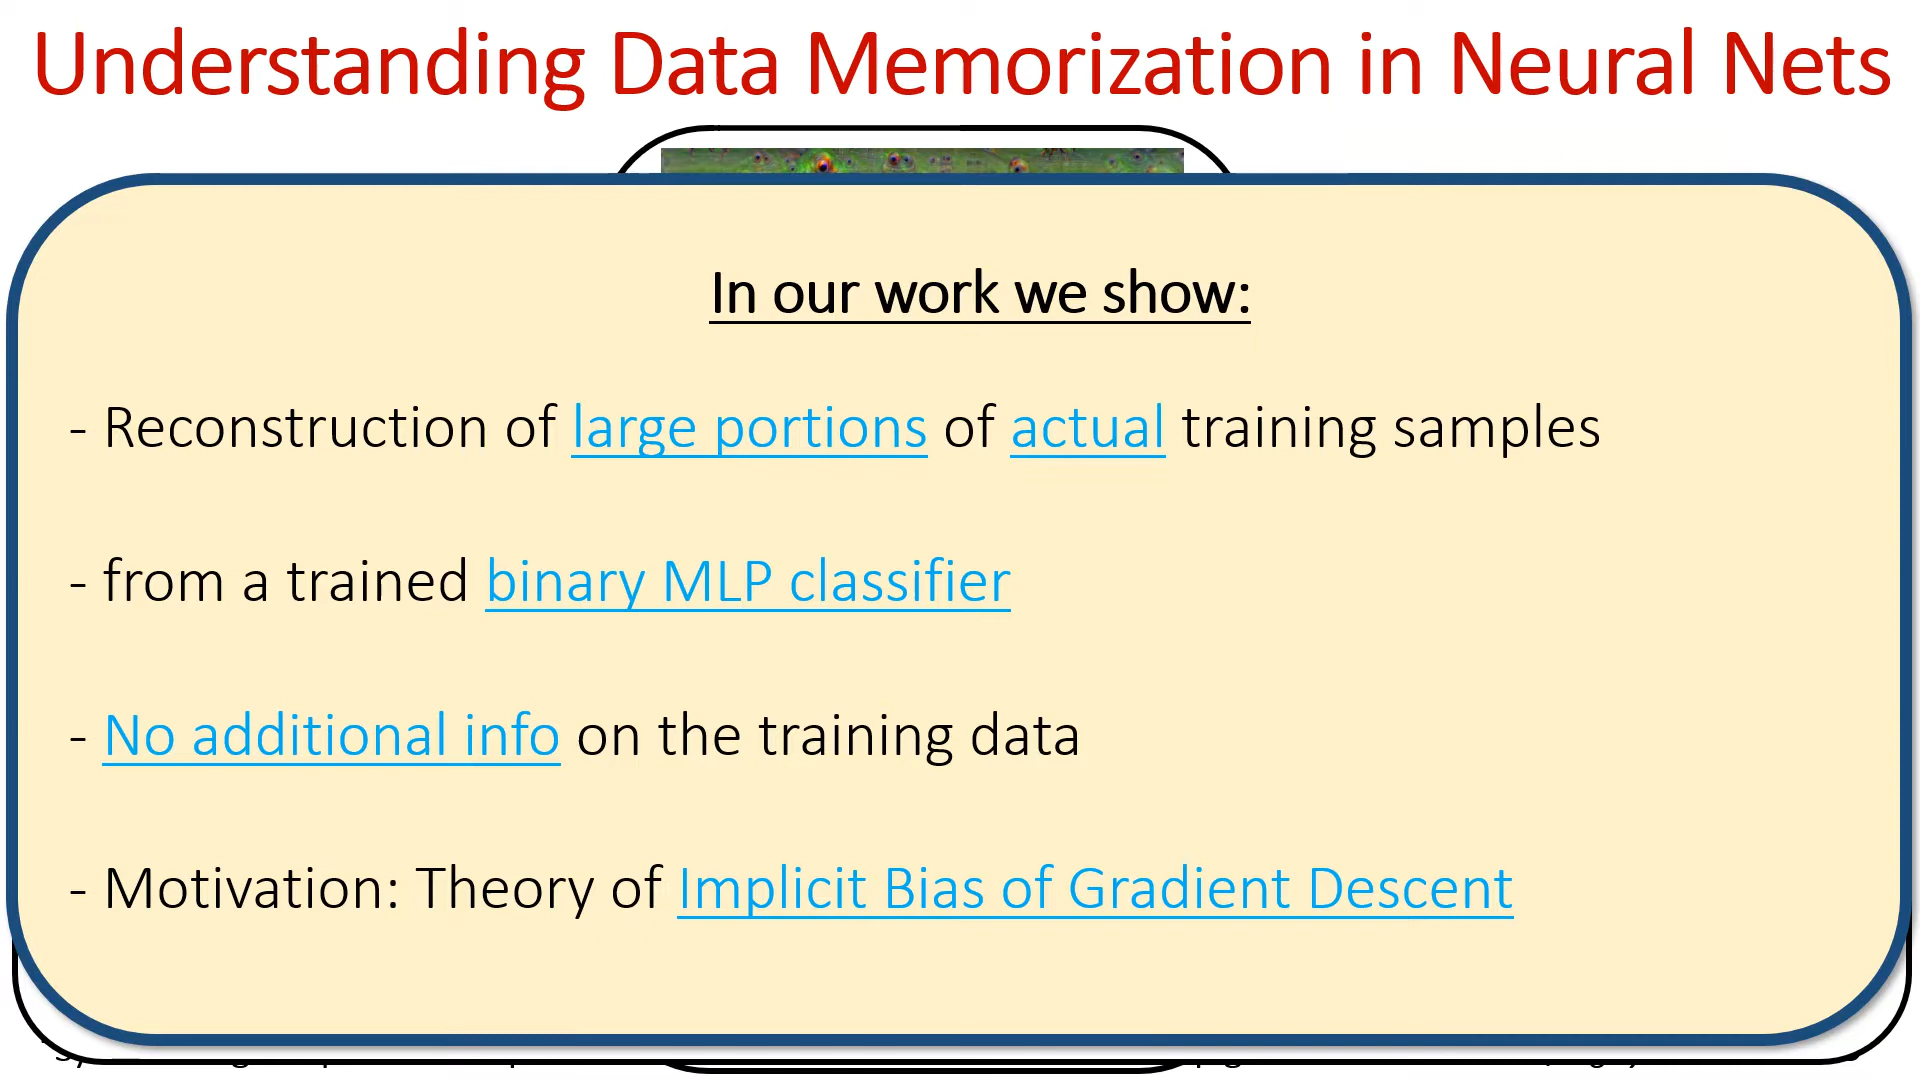 Understanding Data Memorization in Neural Nets
In our work we show:
- Reconstruction of large portions of actual training samples
- from a trained binary MLP classifier
- No additional info on the training data
- Motivation: Theory of Implicit Bias of Gradient Descent